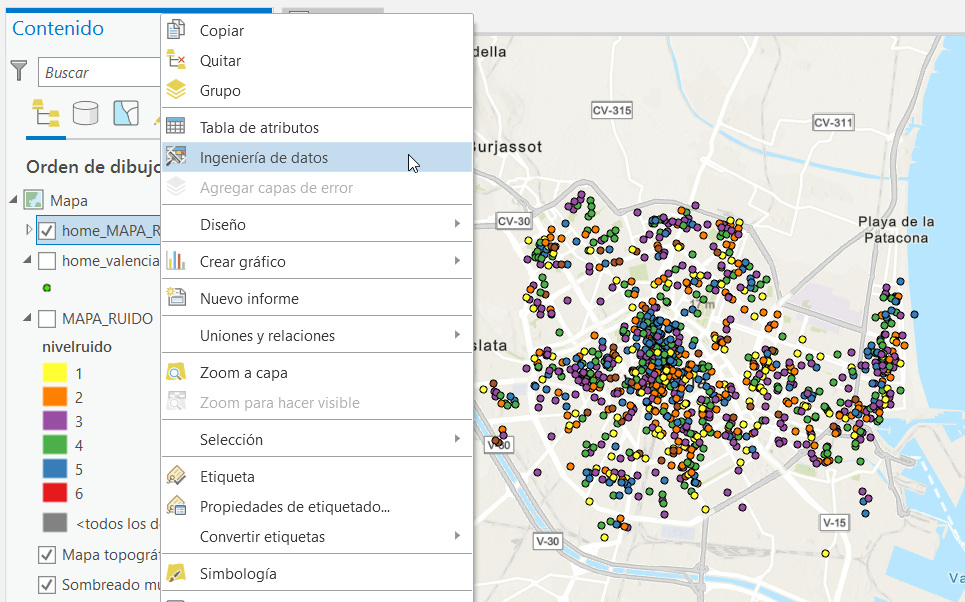 Contenido
Buscar
Orden de dibujo
Mapa
home_MAPA_R
home_valencia
MAPA_RUIDO
nivelruido
1
2
3
4
5
6
<todos los de
Mapa topográ
Sombreado mu
Copiar
Quitar
Grupo
Tabla de atributos
Ingeniería de datos
Agregar capas de error
Diseño
Crear gráfico
Nuevo informe
Uniones y relaciones
Zoom a capa
Zoom para hacer visible
Selección
Etiqueta
Propiedades de etiquetado...
Convertir etiquetas
Simbología
della
CV-315
CV-311
Burjassot
CV-30
Playa de la
Patacona
slata
V-30
V-15
V-30
Va